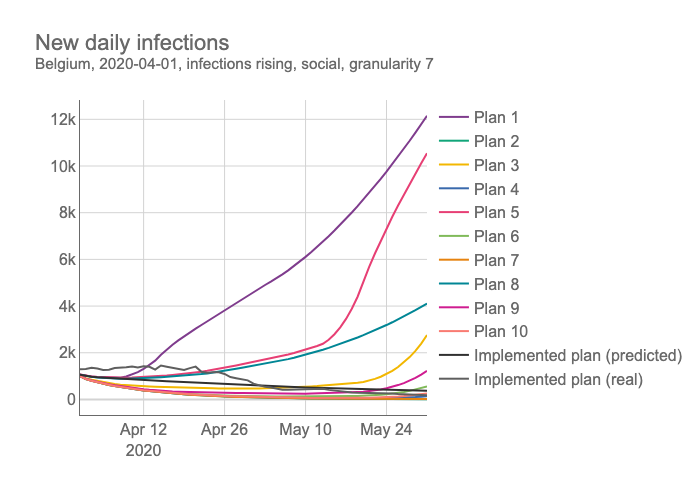 New daily infections
Belgium, 2020-04-01, infections rising, social, granularity 7
12k
10k
8k
6k
4k
2k
0
Apr 12
2020
Apr 26
May 10
May 24
Plan 1
Plan 2
Plan 3
Plan 4
Plan 5
Plan 6
Plan 7
Plan 8
Plan 9
Plan 10
Implemented plan (predicted)
Implemented plan (real)